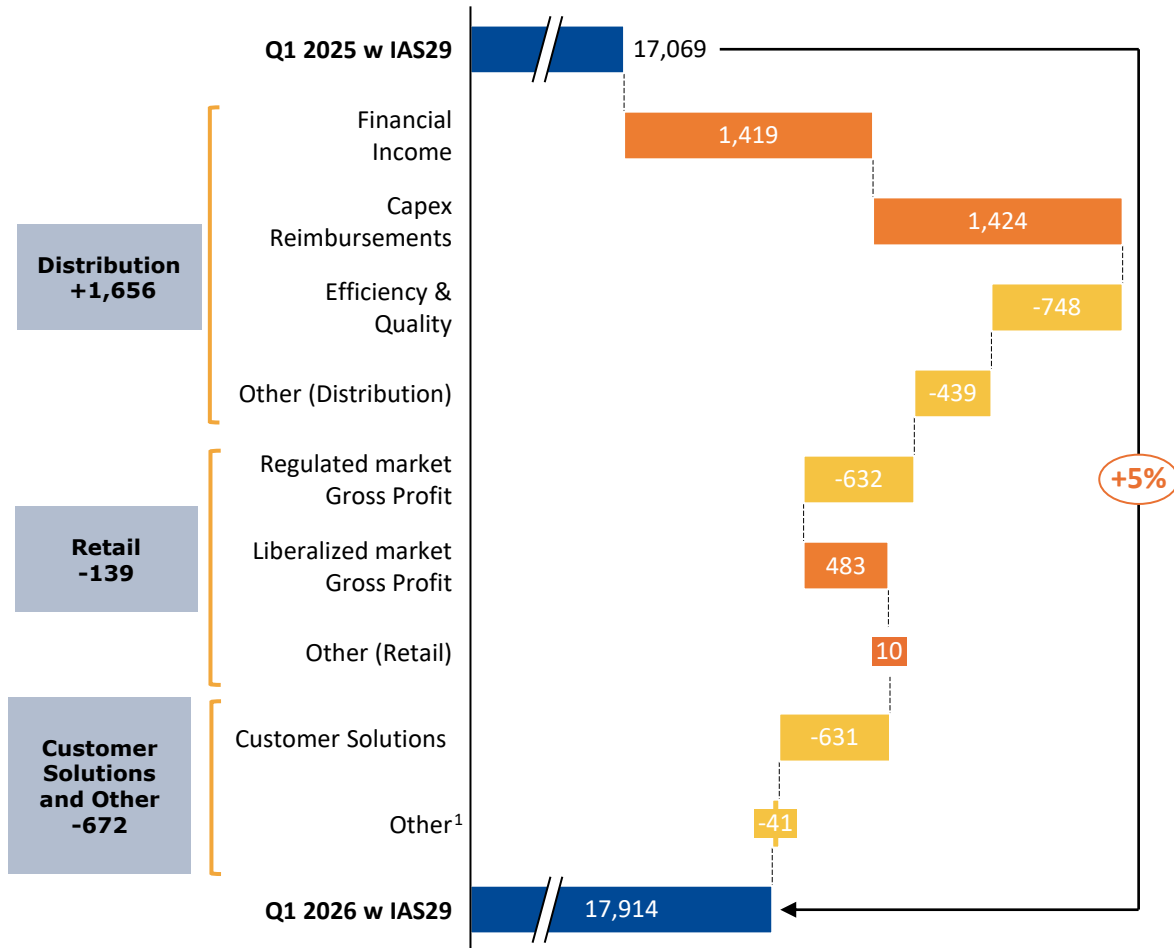 Q1 2025 w IAS29
17,069
Financial
Income
1,419
Capex
Reimbursements
1,424
Distribution
+1,656
Efficiency &
Quality
-748
Other (Distribution)
-439
Regulated market
Gross Profit
-632
+5%
Retail
-139
Liberalized market
Gross Profit
483
Other (Retail)
10
Customer
Solutions
and Other
-672
Customer Solutions
-631
Other¹
-41
Q1 2026 w IAS29
17,914